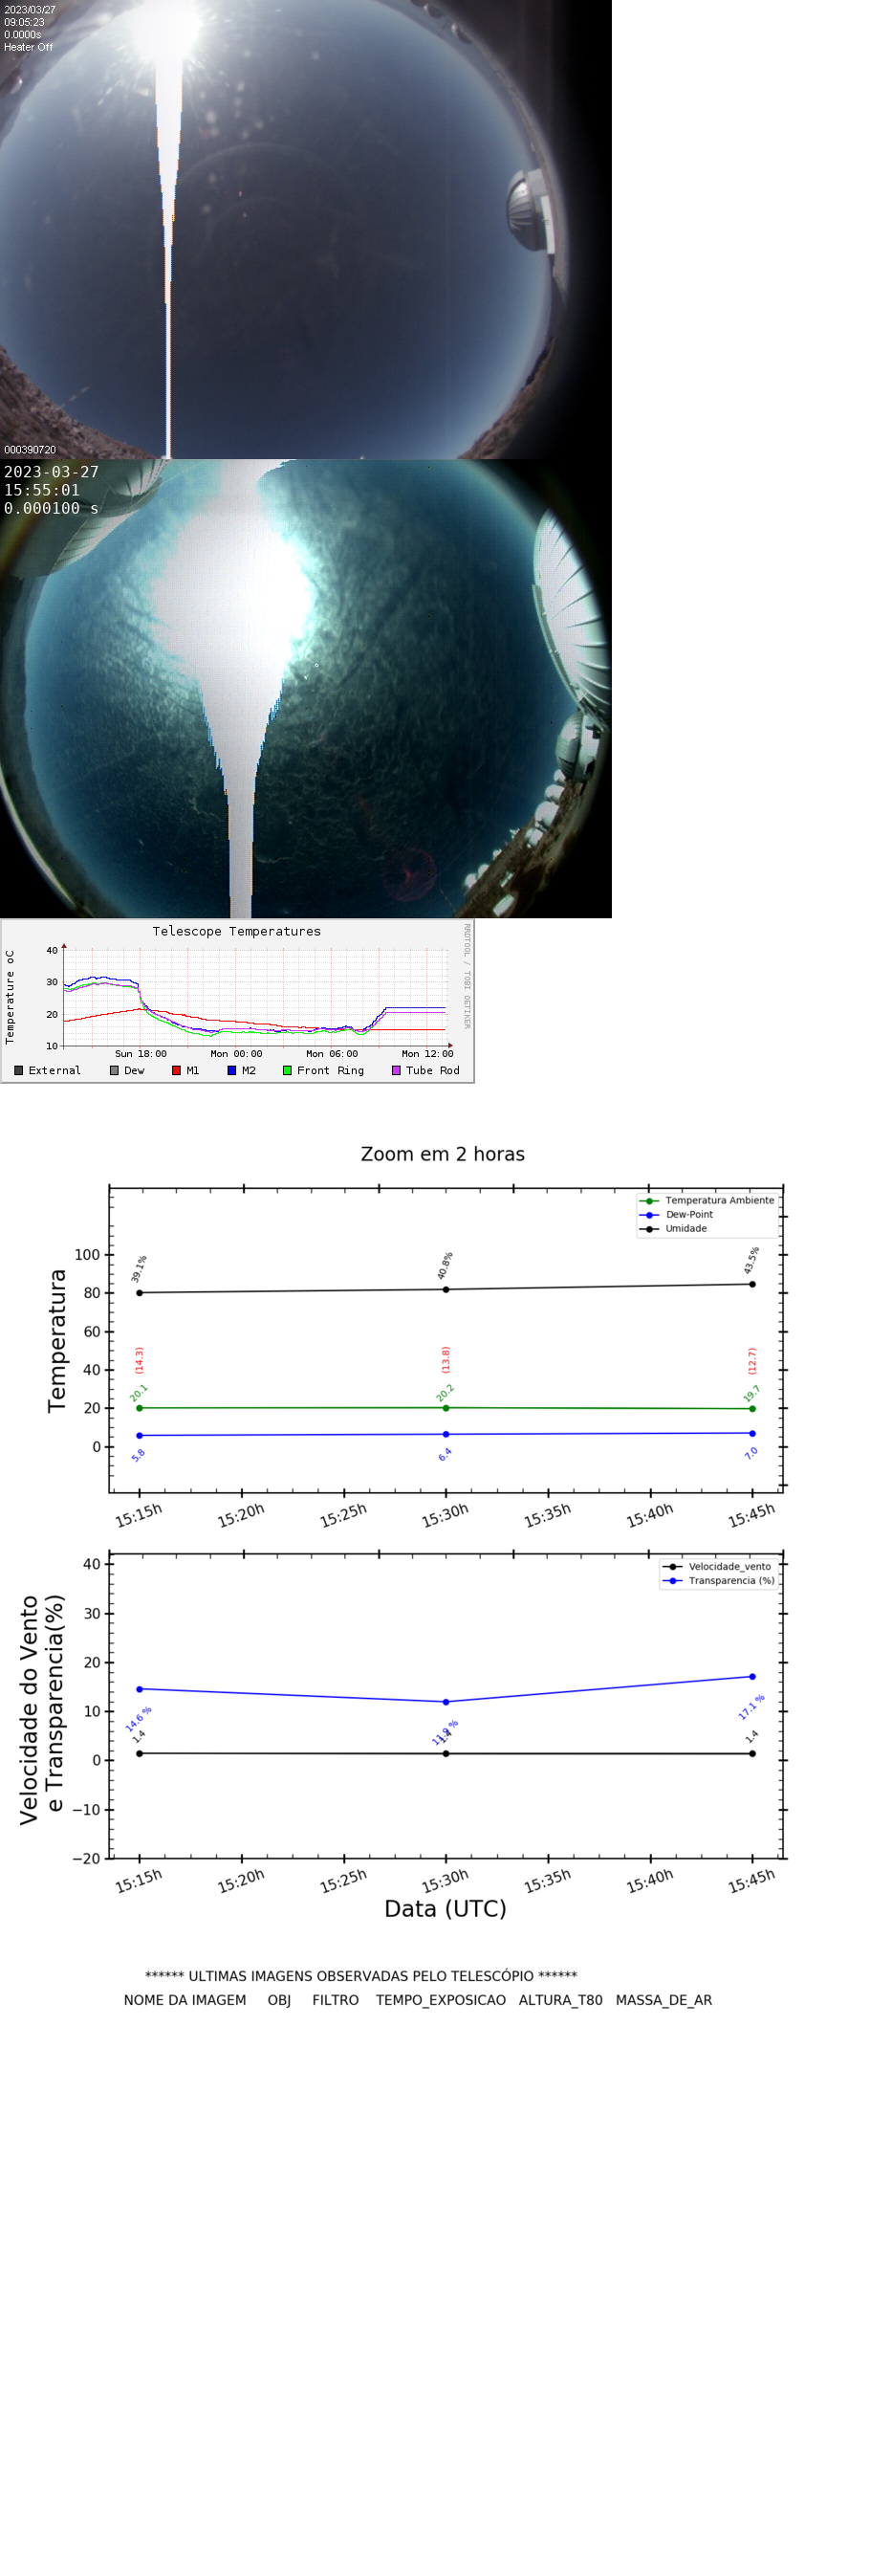 2023/03/27
09:05:23
0.0000s
Heater Off
000390720
2023-03-27
15:55:01
0.000100 s
Telescope Temperatures
RRDTOOL / TOBI OETIKER
Temperature oC
40
30
20
10
Sun 18:00 Mon 00:00 Mon 06:00 Mon 12:00
External Dew M1 M2 Front Ring Tube Rod
Zoom em 2 horas
Temperatura Ambiente
Dew-Point
Umidade
Temperatura
100
80
60
40
20
0
39.1% 40.8% 43.5%
(14.3) (13.8) (12.7)
20.1 20.2 19.7
5.8 6.4 7.0
15:15h 15:20h 15:25h 15:30h 15:35h 15:40h 15:45h
Velocidade_vento
Transparencia (%)
Velocidade do Vento
e Transparencia(%)
40
30
20
10
0
−10
−20
14.6 % 17.1 %
1.4 1.4
15:15h 15:20h 15:25h 15:30h 15:35h 15:40h 15:45h
Data (UTC)
****** ULTIMAS IMAGENS OBSERVADAS PELO TELESCÓPIO ******
NOME DA IMAGEM OBJ FILTRO TEMPO_EXPOSICAO ALTURA_T80 MASSA_DE_AR